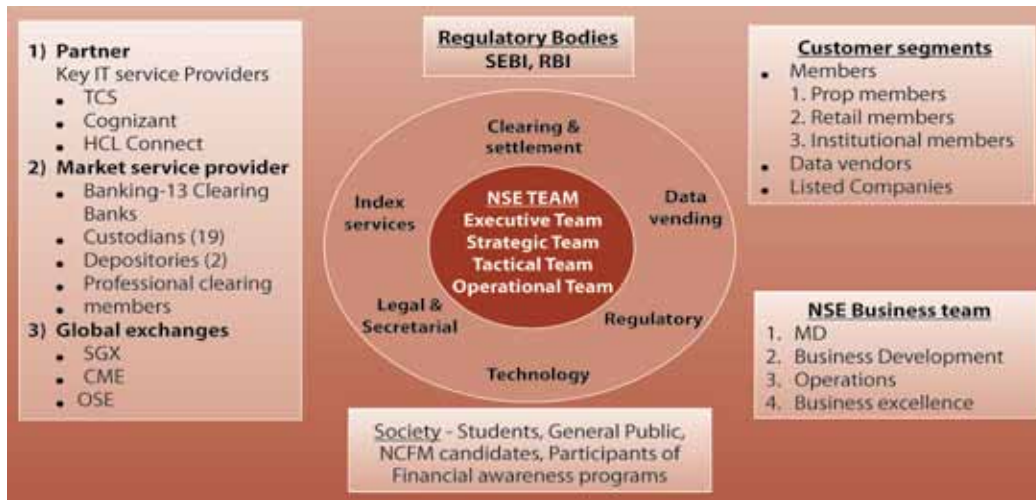 1) Partner
Key IT service Providers
• TCS
• Cognizant
• HCL Connect
2) Market service provider
• Banking-13 Clearing
Banks
• Custodians (19)
• Depositories (2)
• Professional clearing
• members
3) Global exchanges
• SGX
• CME
• OSE
Regulatory Bodies
SEBI, RBI
Clearing &
settlement
Index
services
Data
vending
NSE TEAM
Executive Team
Strategic Team
Tactical Team
Operational Team
Legal &
Secretarial
Regulatory
Technology
Society - Students, General Public,
NCFM candidates, Participants of
Financial awareness programs
Customer segments
• Members
1. Prop members
2. Retail members
3. Institutional members
• Data vendors
• Listed Companies
NSE Business team
1. MD
2. Business Development
3. Operations
4. Business excellence